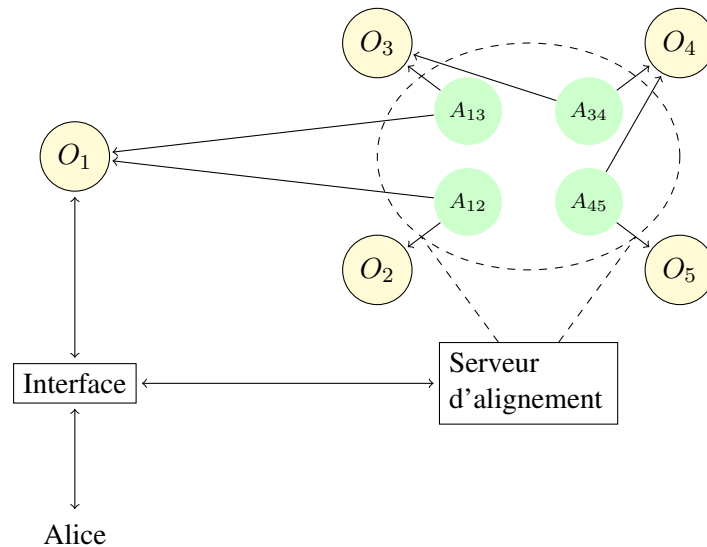 O3
O4
A13
A34
O1
A12
A45
O2
O5
Interface
Serveur
d'alignement
Alice